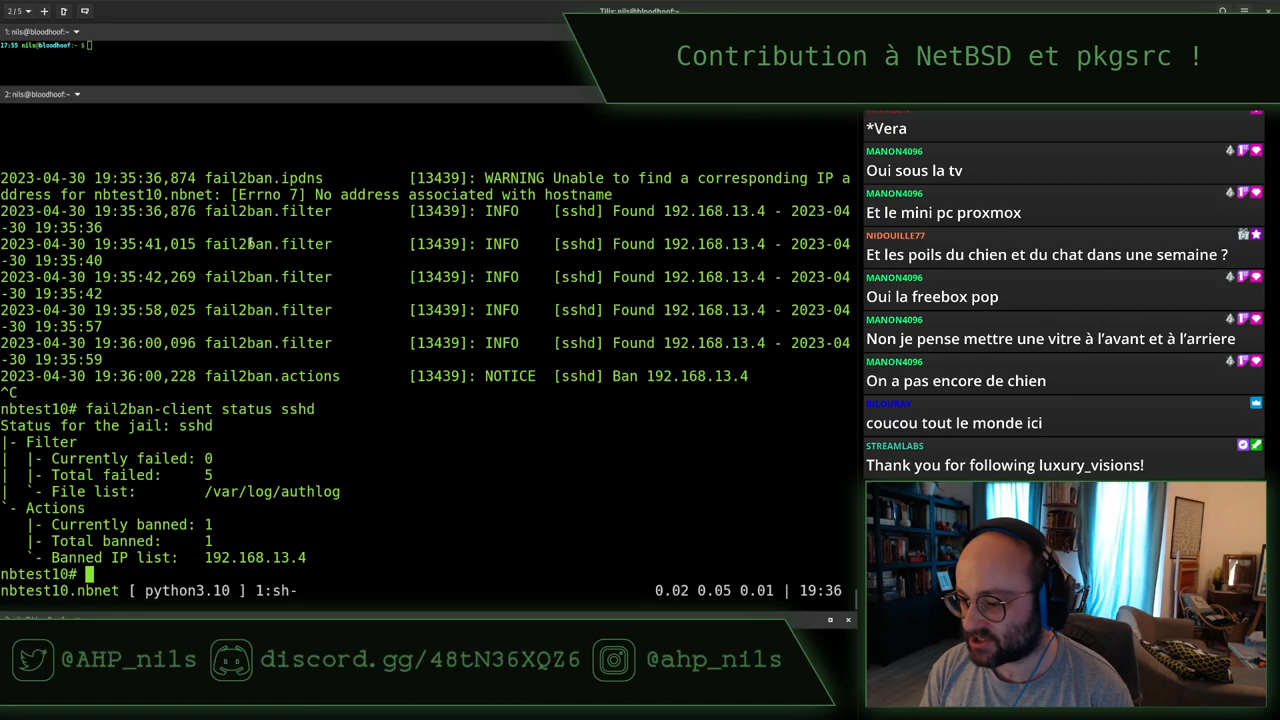 2/5
Tilix: nils@bloodhoof:~
1: nils@bloodhoof:~
17:55 nils@bloodhoof:~ $
Contribution à NetBSD et pkgsrc !
2: nils@bloodhoof:~
2023-04-30 19:35:36,874 fail2ban.ipdns [13439]: WARNING Unable to find a corresponding IP a
ddress for nbtest10.nbnet: [Errno 7] No address associated with hostname
2023-04-30 19:35:36,876 fail2ban.filter [13439]: INFO [sshd] Found 192.168.13.4 - 2023-04
-30 19:35:36
2023-04-30 19:35:41,015 fail2ban.filter [13439]: INFO [sshd] Found 192.168.13.4 - 2023-04
-30 19:35:40
2023-04-30 19:35:42,269 fail2ban.filter [13439]: INFO [sshd] Found 192.168.13.4 - 2023-04
-30 19:35:42
2023-04-30 19:35:58,025 fail2ban.filter [13439]: INFO [sshd] Found 192.168.13.4 - 2023-04
-30 19:35:57
2023-04-30 19:36:00,096 fail2ban.filter [13439]: INFO [sshd] Found 192.168.13.4 - 2023-04
-30 19:35:59
2023-04-30 19:36:00,228 fail2ban.actions [13439]: NOTICE [sshd] Ban 192.168.13.4
^C
nbtest10# fail2ban-client status sshd
Status for the jail: sshd
|- Filter
| |- Currently failed: 0
| |- Total failed: 5
| `- File list: /var/log/authlog
`- Actions
|- Currently banned: 1
|- Total banned: 1
`- Banned IP list: 192.168.13.4
nbtest10#
nbtest10.nbnet [ python3.10 ] 1:sh- 0.02 0.05 0.01 | 19:36
*Vera
MANON4096
Oui sous la tv
MANON4096
Et le mini pc proxmox
NIDOUILLE77
Et les poils du chien et du chat dans une semaine ?
MANON4096
Oui la freebox pop
MANON4096
Non je pense mettre une vitre à l'avant et à l'arriere
MANON4096
On a pas encore de chien
BILOURAY
coucou tout le monde ici
STREAMLABS
Thank you for following luxury_visions!
@AHP_nils discord.gg/48tN36XQZ6 @ahp_nils